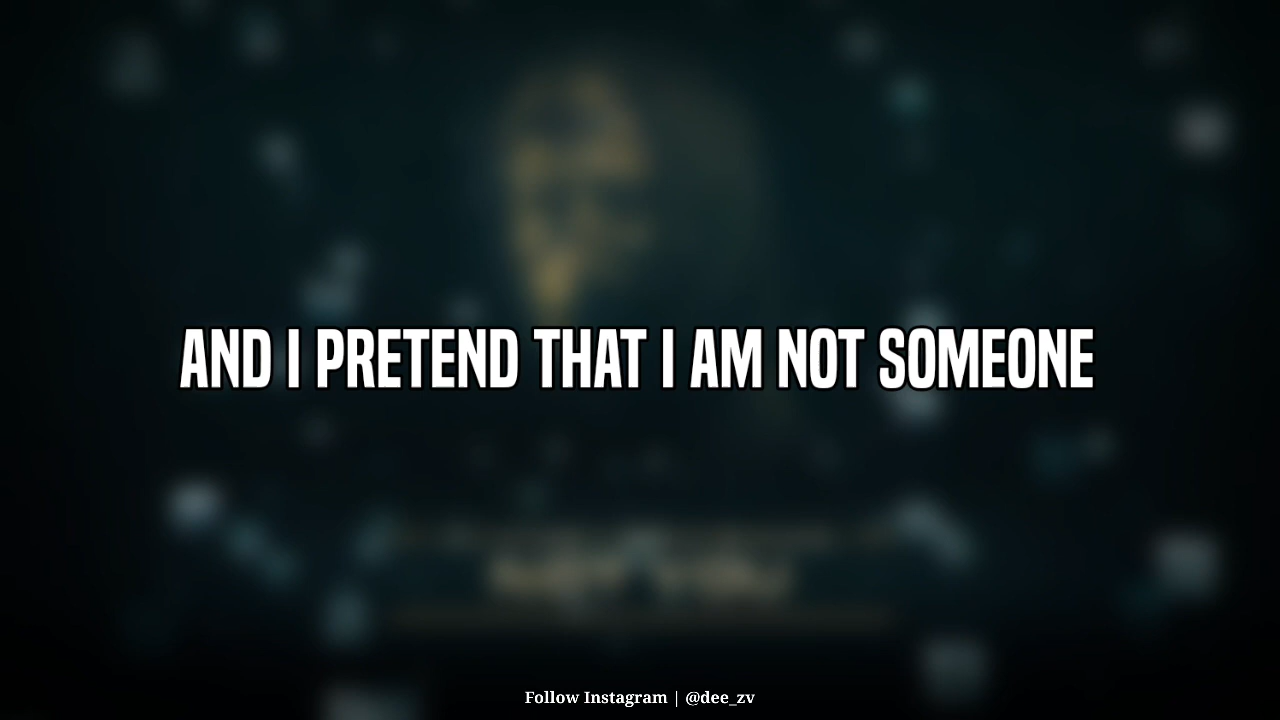 AND I PRETEND THAT I AM NOT SOMEONE
Follow Instagram | @dee_zv